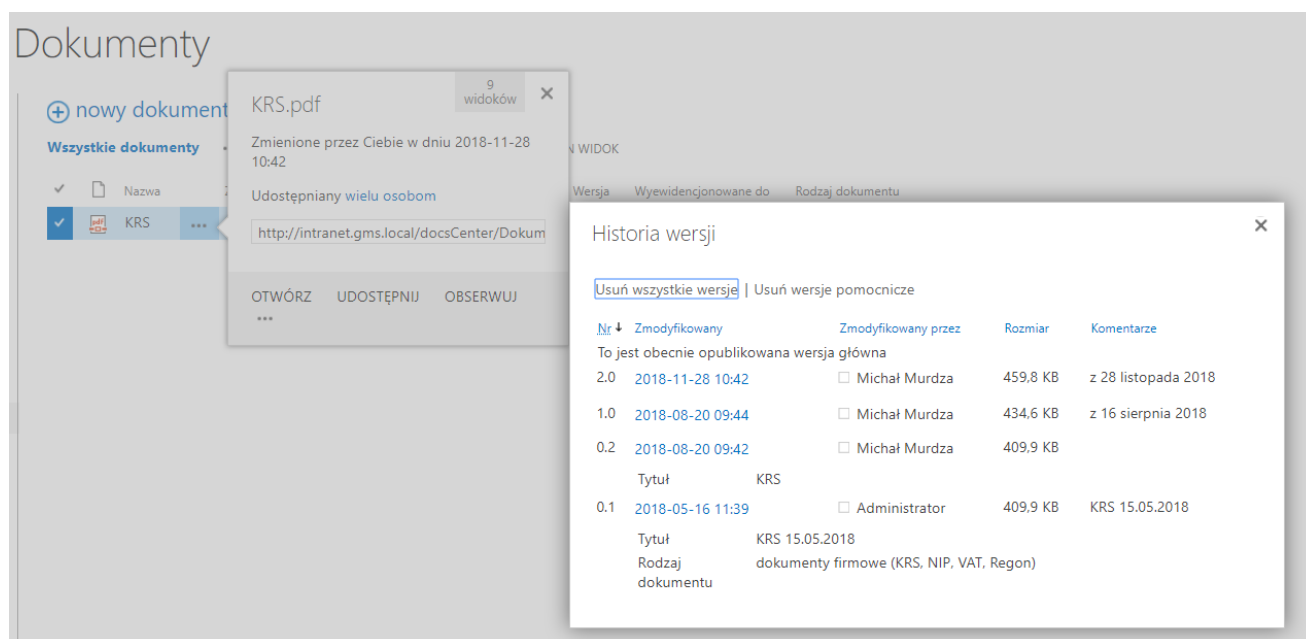 Dokumenty
nowy dokument
Wszystkie dokumenty
N WIDOK
Nazwa
Wersja Wyewidencjonowane do Rodzaj dokumentu
KRS ...
9
widoków
KRS.pdf
Zmienione przez Ciebie w dniu 2018-11-28
10:42
Udostępniany wielu osobom
http://intranet.gms.local/docsCenter/Dokum
OTWÓRZ UDOSTĘPNIJ OBSERWUJ
...
Historia wersji
Usuń wszystkie wersje | Usuń wersje pomocnicze
Nr Zmodyfikowany Zmodyfikowany przez Rozmiar Komentarze
To jest obecnie opublikowana wersja główna
2.0 2018-11-28 10:42 Michał Murdza 459,8 KB z 28 listopada 2018
1.0 2018-08-20 09:44 Michał Murdza 434,6 KB z 16 sierpnia 2018
0.2 2018-08-20 09:42 Michał Murdza 409,9 KB
Tytuł KRS
0.1 2018-05-16 11:39 Administrator 409,9 KB KRS 15.05.2018
Tytuł KRS 15.05.2018
Rodzaj dokumenty firmowe (KRS, NIP, VAT, Regon)
dokumentu